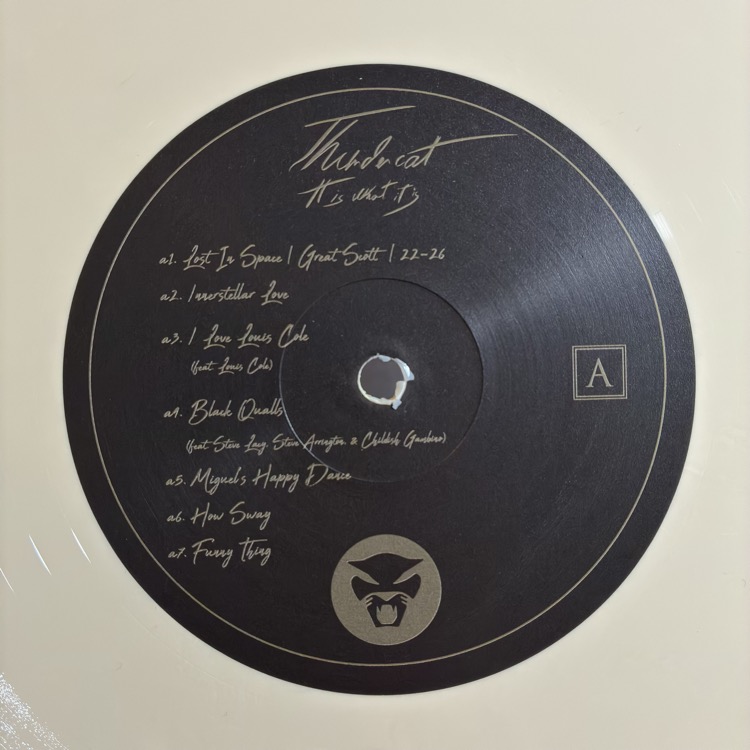 Thundercat
It is what it is
a1. Lost In Space | Great Scott | 22-26
a2. Innerstellar Love
a3. I Love Louis Cole
(feat. Louis Cole)
A
a4. Black Qualls
(feat. Steve Lacy, Steve Arrington, & Childish Gambino)
a5. Miguel's Happy Dance
a6. How Sway
a7. Funny Thing